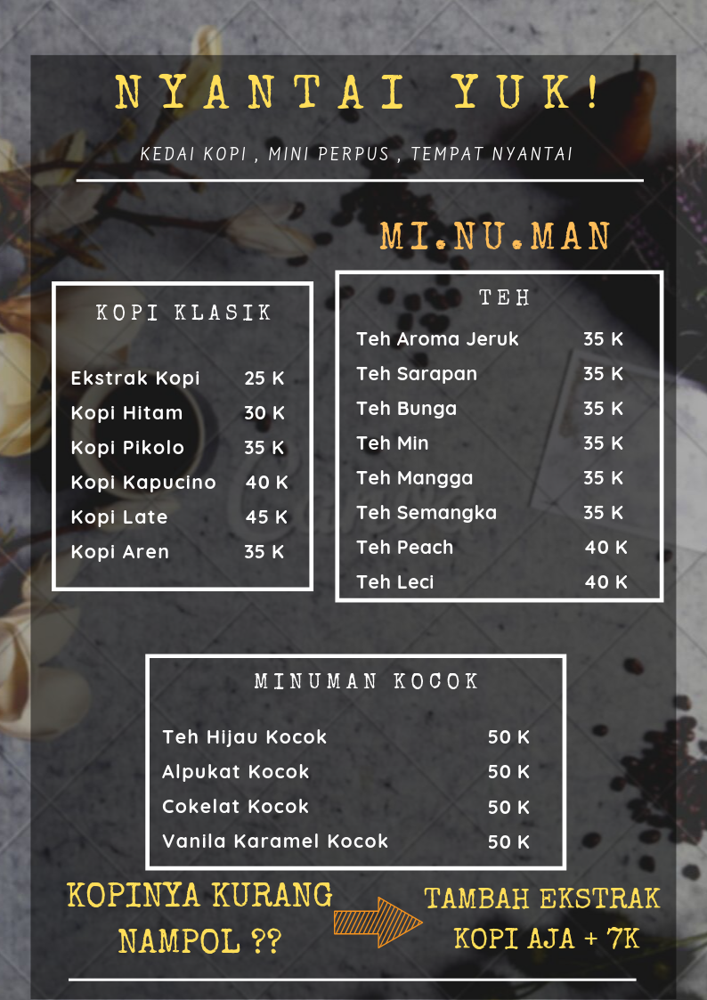 NYANTAI YUK!
KEDAI KOPI , MINI PERPUS , TEMPAT NYANTAI
MI.NU.MAN
KOPI KLASIK
Ekstrak Kopi 25 K
Kopi Hitam 30 K
Kopi Pikolo 35 K
Kopi Kapucino 40 K
Kopi Late 45 K
Kopi Aren 35 K
TEH
Teh Aroma Jeruk 35 K
Teh Sarapan 35 K
Teh Bunga 35 K
Teh Min 35 K
Teh Mangga 35 K
Teh Semangka 35 K
Teh Peach 40 K
Teh Leci 40 K
MINUMAN KOCOK
Teh Hijau Kocok 50 K
Alpukat Kocok 50 K
Cokelat Kocok 50 K
Vanila Karamel Kocok 50 K
KOPINYA KURANG
NAMPOL ??
TAMBAH EKSTRAK
KOPI AJA + 7K